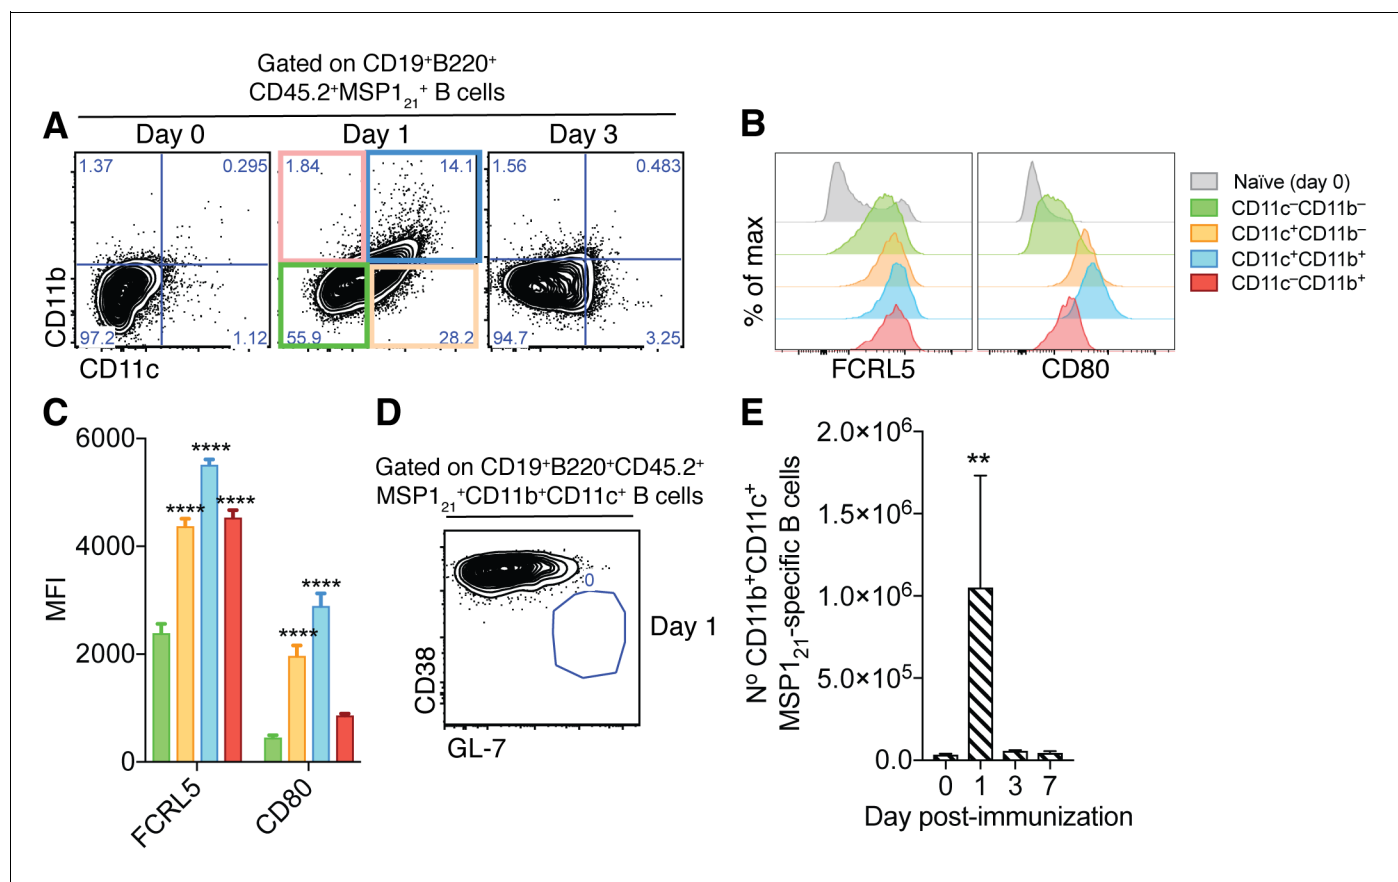 Gated on CD19⁺B220⁺
CD45.2⁺MSP1₂₁⁺ B cells
A
Day 0
Day 1
Day 3
1.37
0.295
97.2
1.12
1.84
14.1
55.9
28.2
1.56
0.483
94.7
3.25
CD11b
CD11c
B
% of max
FCRL5
CD80
Naïve (day 0)
CD11c⁻CD11b⁻
CD11c⁺CD11b⁻
CD11c⁺CD11b⁺
CD11c⁻CD11b⁺
C
6000
4000
2000
0
MFI
****
****
****
****
****
FCRL5
CD80
D
Gated on CD19⁺B220⁺CD45.2⁺
MSP1₂₁⁺CD11b⁺CD11c⁺ B cells
0
Day 1
CD38
GL-7
E
Nº CD11b⁺CD11c⁺
MSP1₂₁-specific B cells
2.0×10⁶
1.5×10⁶
1.0×10⁶
5.0×10⁵
0.0
**
0 1 3 7
Day post-immunization